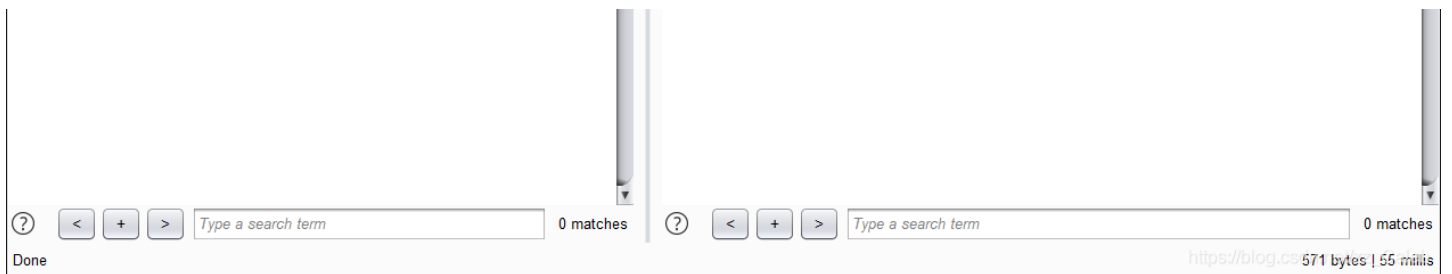 ? < + > Type a search term 0 matches
? < + > Type a search term 0 matches
Done
571 bytes | 55 millis